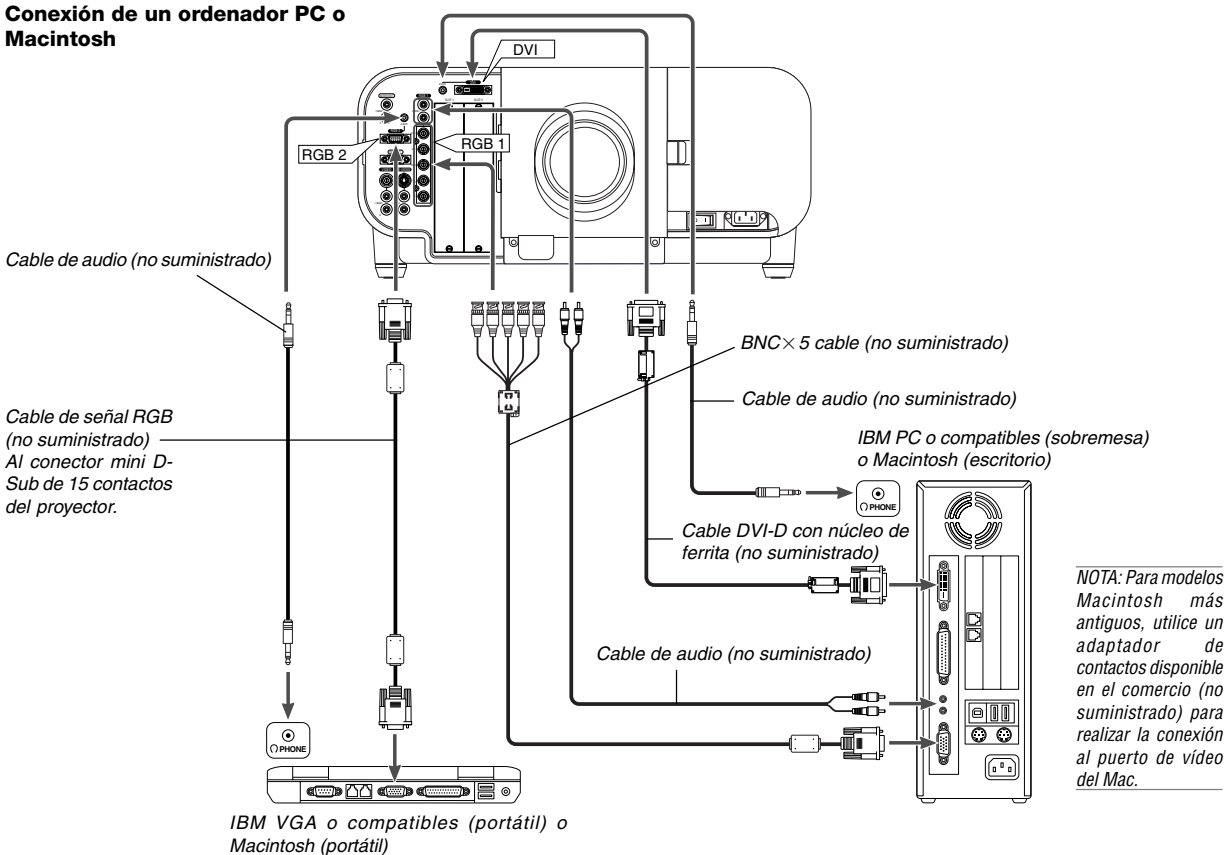 Conexión de un ordenador PC o
Macintosh
DVI
RGB 1
RGB 2
Cable de audio (no suministrado)
BNC×5 cable (no suministrado)
Cable de audio (no suministrado)
Cable de señal RGB
(no suministrado)
Al conector mini D-
Sub de 15 contactos
del proyector.
IBM PC o compatibles (sobremesa)
o Macintosh (escritorio)
PHONE
Cable DVI-D con núcleo de
ferrita (no suministrado)
NOTA: Para modelos
Macintosh más
antiguos, utilice un
adaptador de
contactos disponible
en el comercio (no
suministrado) para
realizar la conexión
al puerto de vídeo
del Mac.
Cable de audio (no suministrado)
PHONE
IBM VGA o compatibles (portátil) o
Macintosh (portátil)